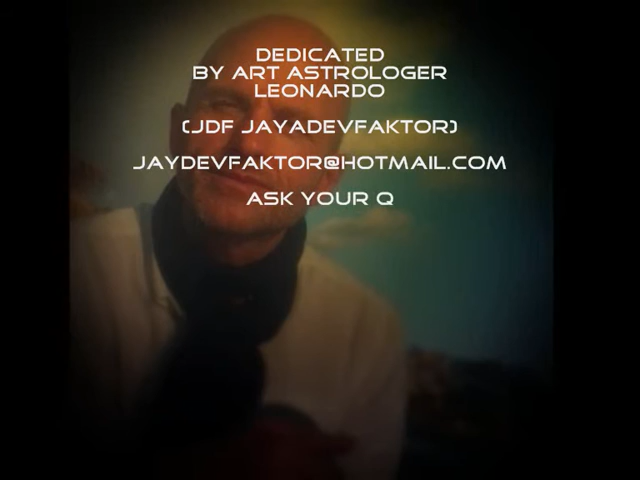 DEDICATED
BY ART ASTROLOGER
LEONARDO
(JDF JAYADEVFAKTOR)
JAYDEVFAKTOR@HOTMAIL.COM
ASK YOUR Q